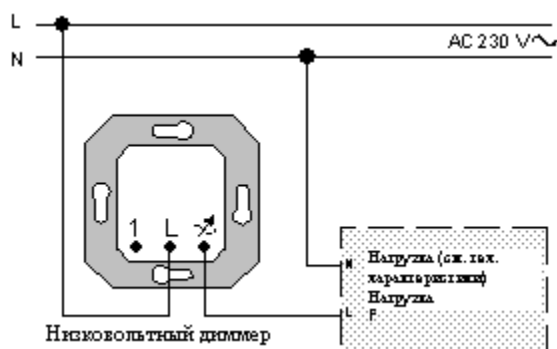 L
AC 230 V
N
1 L
N Нагрузка (см. тех.
характеристики)
Нагрузка
L F
Низковольтный диммер